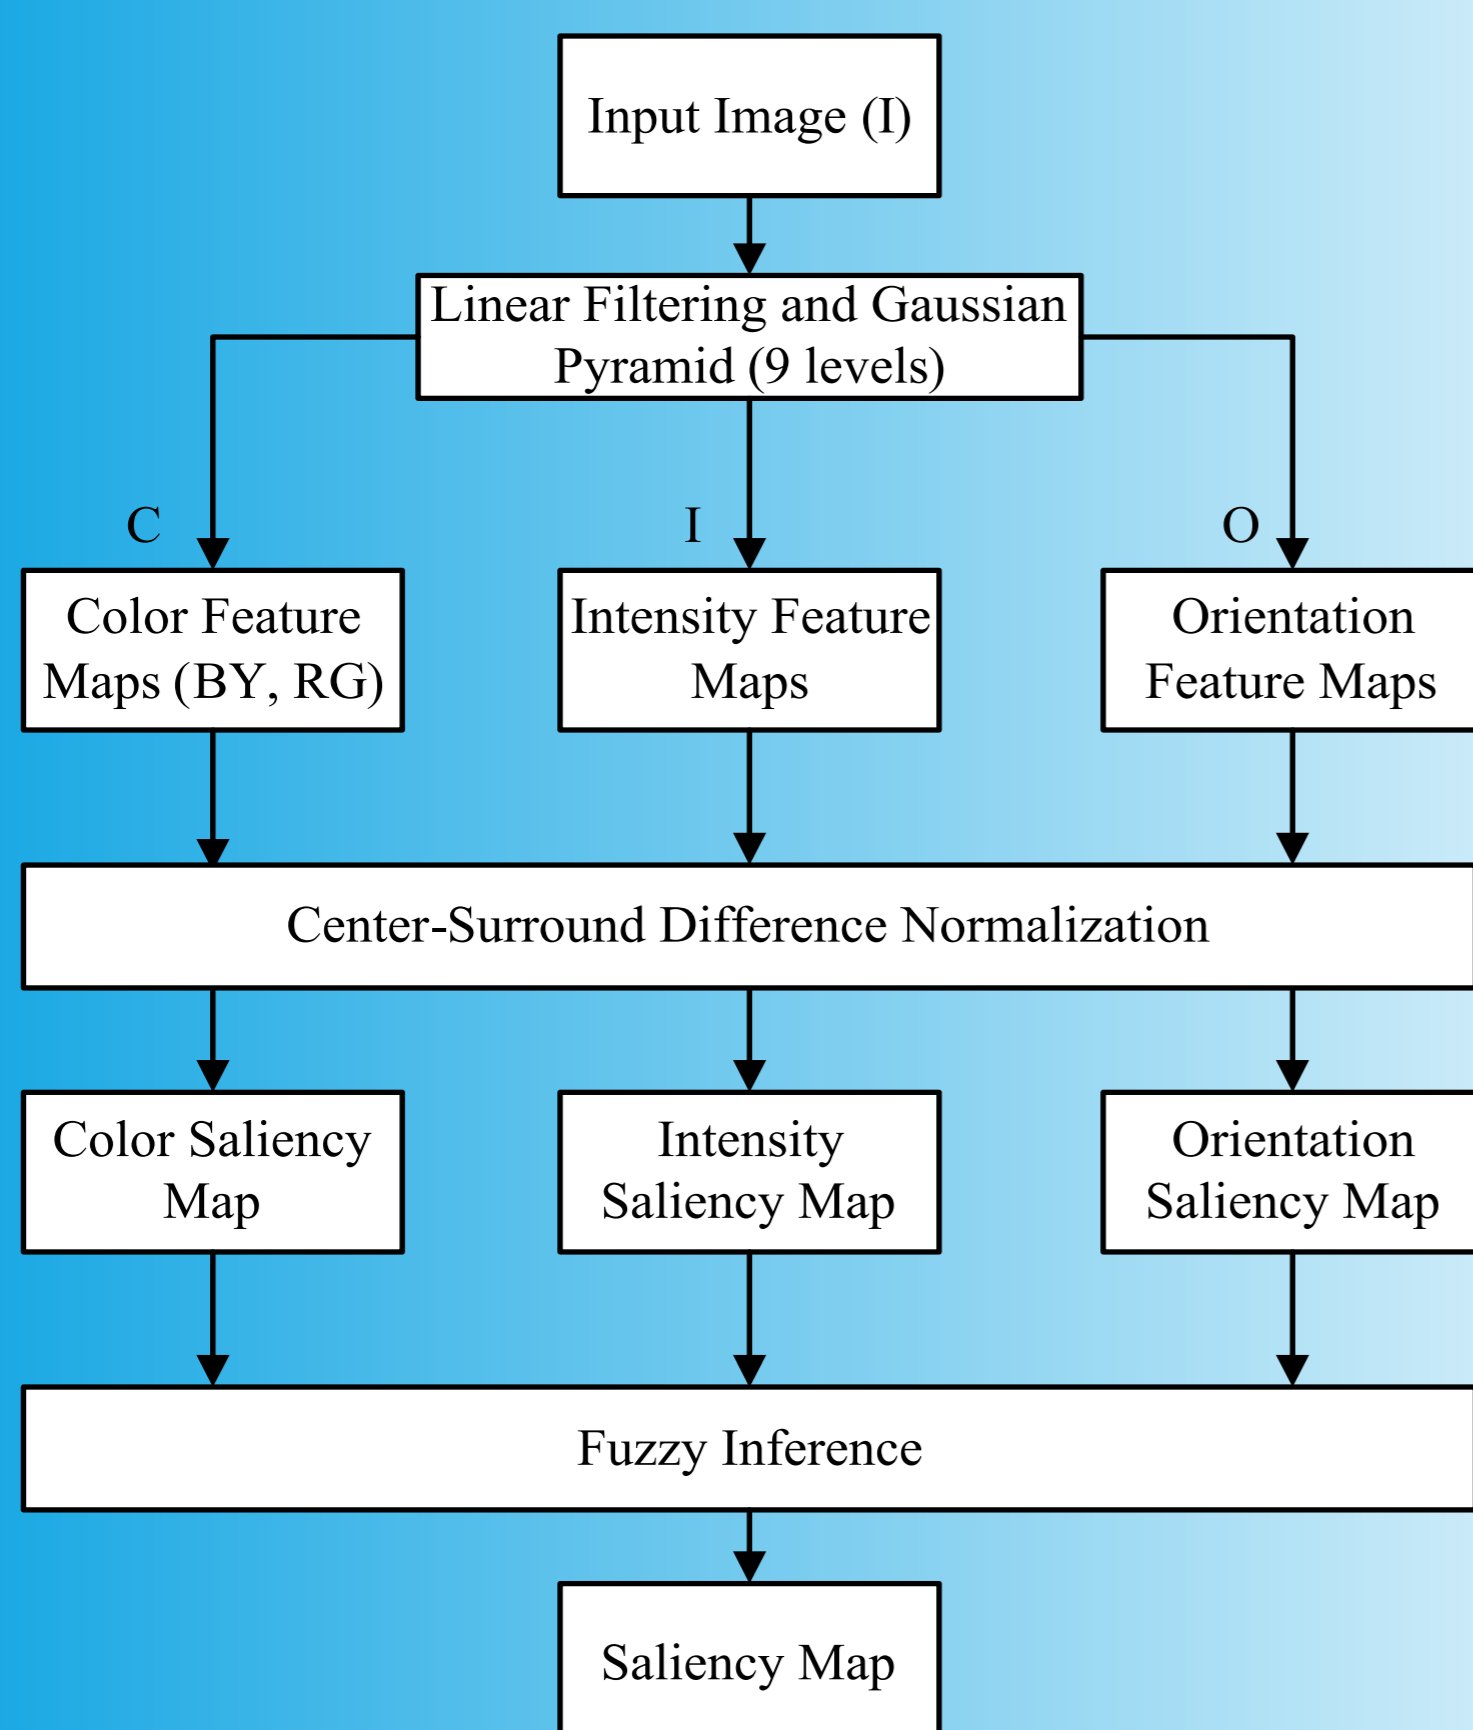 Input Image (I)
Linear Filtering and Gaussian
Pyramid (9 levels)
C
I
O
Color Feature
Maps (BY, RG)
Intensity Feature
Maps
Orientation
Feature Maps
Center-Surround Difference Normalization
Color Saliency
Map
Intensity
Saliency Map
Orientation
Saliency Map
Fuzzy Inference
Saliency Map